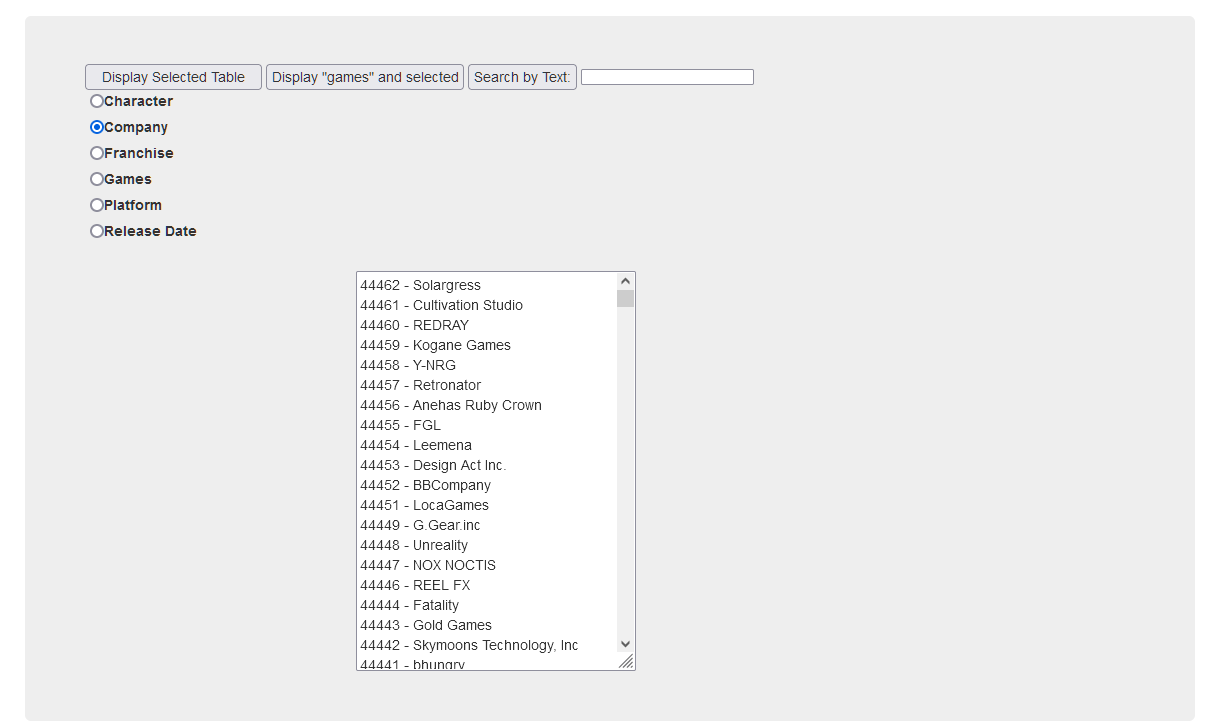 Display Selected Table Display "games" and selected Search by Text:
Character
Company
Franchise
Games
Platform
Release Date
44462 - Solargress
44461 - Cultivation Studio
44460 - REDRAY
44459 - Kogane Games
44458 - Y-NRG
44457 - Retronator
44456 - Anehas Ruby Crown
44455 - FGL
44454 - Leemena
44453 - Design Act Inc.
44452 - BBCompany
44451 - LocaGames
44449 - G.Gear.inc
44448 - Unreality
44447 - NOX NOCTIS
44446 - REEL FX
44444 - Fatality
44443 - Gold Games
44442 - Skymoons Technology, Inc
44441 - bhungry